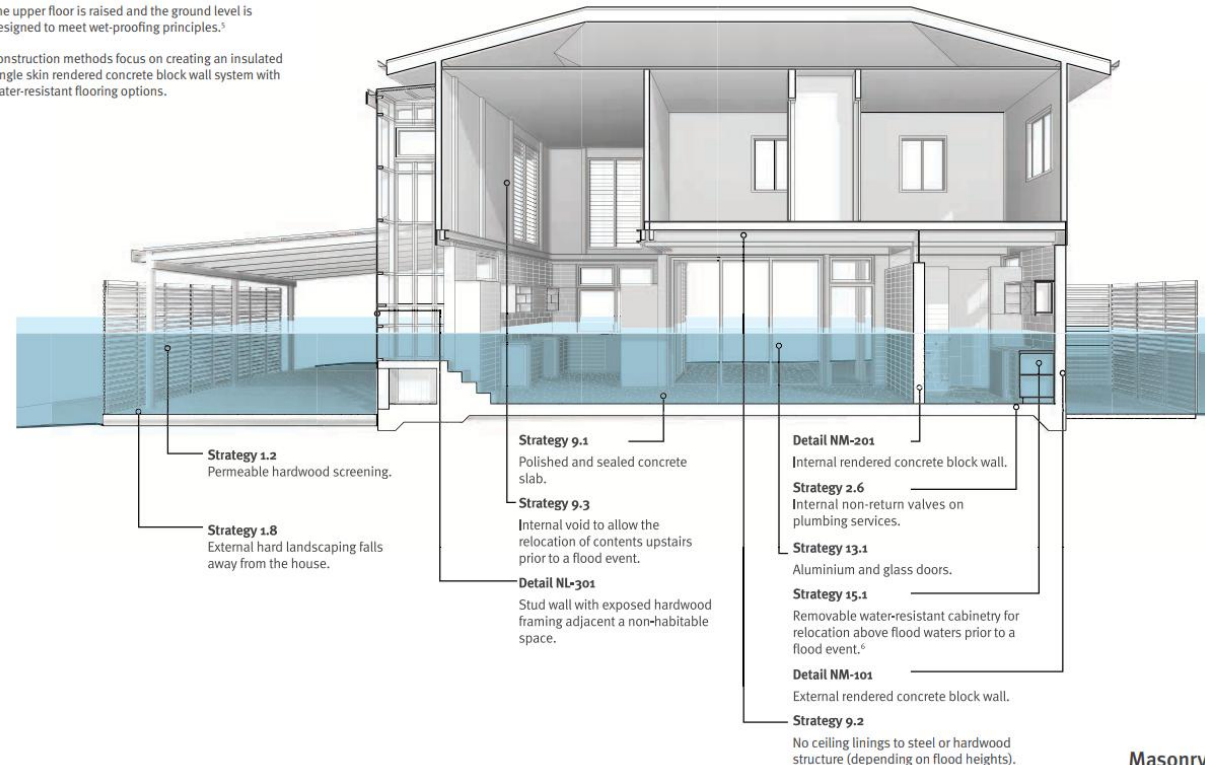 he upper floor is raised and the ground level is
esigned to meet wet-proofing principles.⁵
onstruction methods focus on creating an insulated
ngle skin rendered concrete block wall system with
ater-resistant flooring options.
Strategy 1.2
Permeable hardwood screening.
Strategy 1.8
External hard landscaping falls
away from the house.
Strategy 9.1
Polished and sealed concrete
slab.
Strategy 9.3
Internal void to allow the
relocation of contents upstairs
prior to a flood event.
Detail NL-301
Stud wall with exposed hardwood
framing adjacent a non-habitable
space.
Detail NM-201
Internal rendered concrete block wall.
Strategy 2.6
Internal non-return valves on
plumbing services.
Strategy 13.1
Aluminium and glass doors.
Strategy 15.1
Removable water-resistant cabinetry for
relocation above flood waters prior to a
flood event.⁶
Detail NM-101
External rendered concrete block wall.
Strategy 9.2
No ceiling linings to steel or hardwood
structure (depending on flood heights).
Masonry